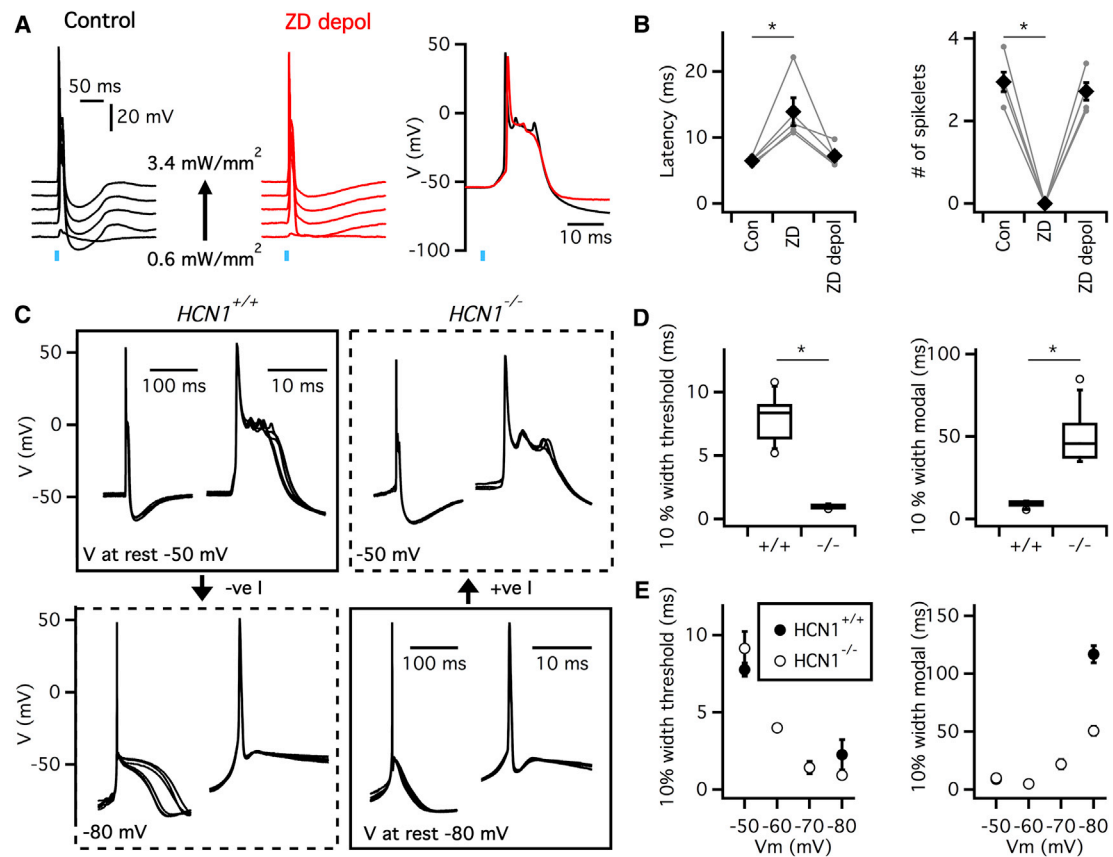 A
Control
50 ms
20 mV
3.4 mW/mm²
0.6 mW/mm²
ZD depol
50
0
-50
-100
V (mV)
10 ms
B
*
20
10
0
Latency (ms)
Con
ZD
ZD depol
*
4
2
0
# of spikelets
Con
ZD
ZD depol
C
HCN1+/+
HCN1-/-
50
0
-50
V (mV)
100 ms
10 ms
V at rest -50 mV
-50 mV
-ve I
+ve I
50
0
-50
V (mV)
-80 mV
100 ms
10 ms
V at rest -80 mV
D
*
10
5
0
10 % width threshold (ms)
+/+
-/-
*
100
50
0
10 % width modal (ms)
+/+
-/-
E
HCN1+/+
HCN1-/-
10
5
0
10% width threshold (ms)
-50
-60
-70
-80
Vm (mV)
150
100
50
0
10% width modal (ms)
-50
-60
-70
-80
Vm (mV)